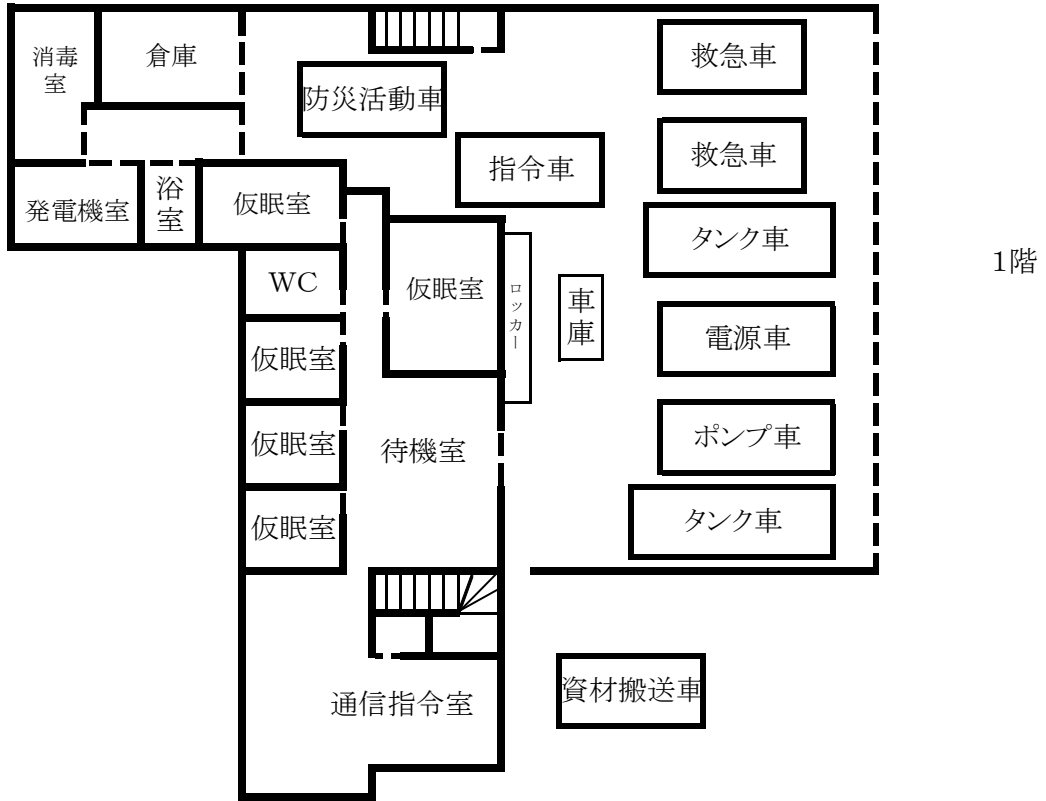 消毒
室
倉庫
防災活動車
救急車
救急車
指令車
発電機室
浴
室
仮眠室
タンク車
1階
WC
仮眠室
ロッカー
車
庫
電源車
仮眠室
仮眠室
待機室
ポンプ車
仮眠室
タンク車
通信指令室
資材搬送車